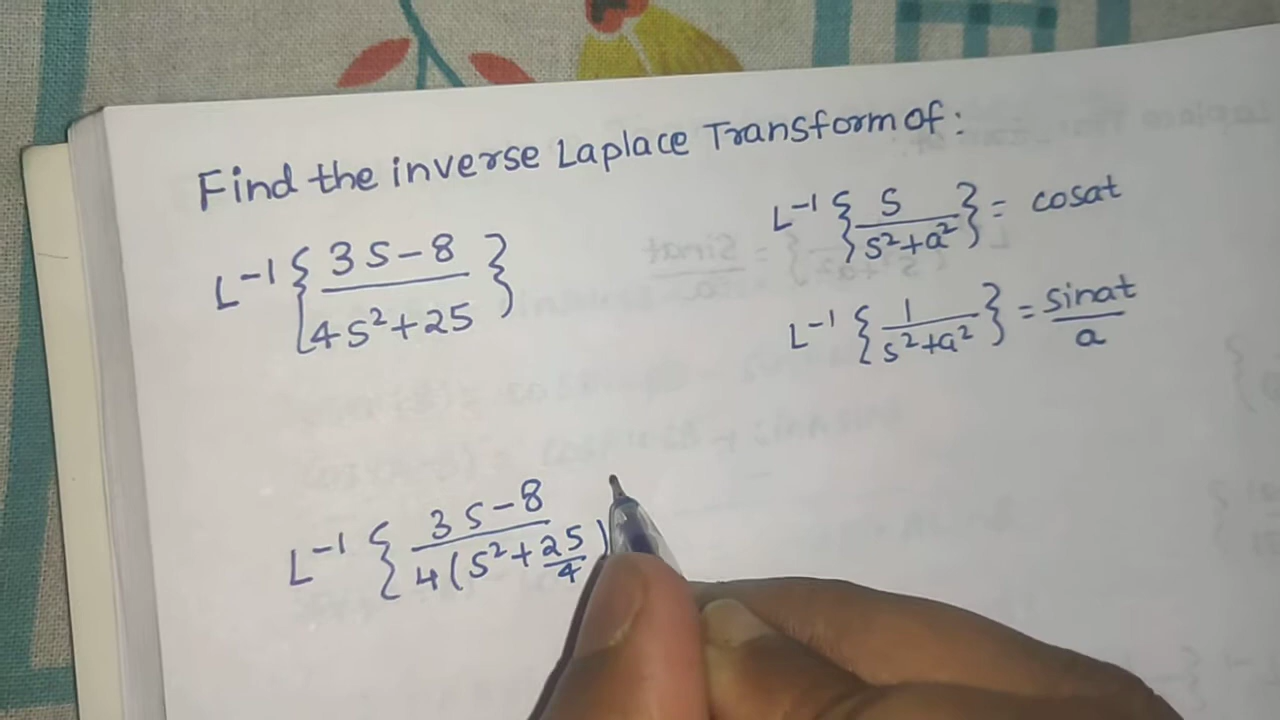 Find the inverse Laplace Transform of :
L⁻¹ { 3s-8 / 4s²+25 }
L⁻¹ { s / s²+a² } = cosat
L⁻¹ { 1 / s²+a² } = sinat / a
L⁻¹ { 3s-8 / 4(s²+25/4)